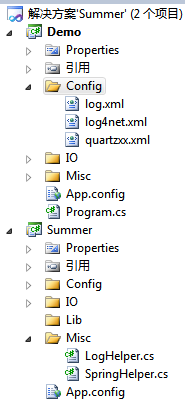 解决方案'Summer' (2 个项目)
Demo
Properties
引用
Config
log.xml
log4net.xml
quartzxx.xml
IO
Misc
App.config
Program.cs
Summer
Properties
引用
Config
IO
Lib
Misc
LogHelper.cs
SpringHelper.cs
App.config